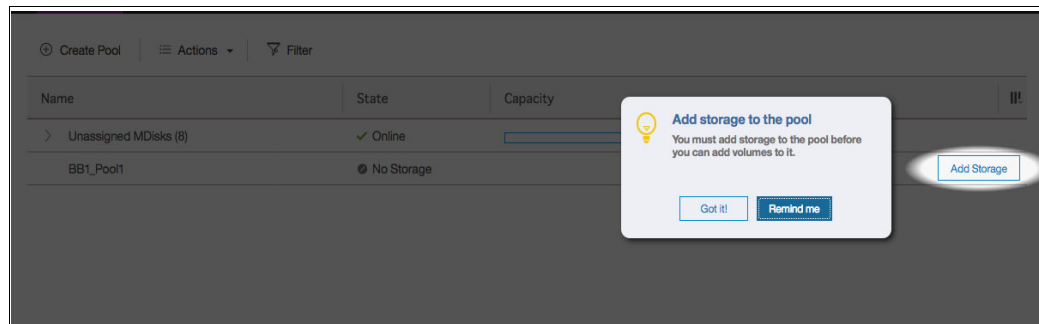 Create Pool Actions Filter
Name State Capacity
Unassigned MDisks (8) Online
BB1_Pool1 No Storage
Add storage to the pool
You must add storage to the pool before
you can add volumes to it.
Got it! Remind me
Add Storage